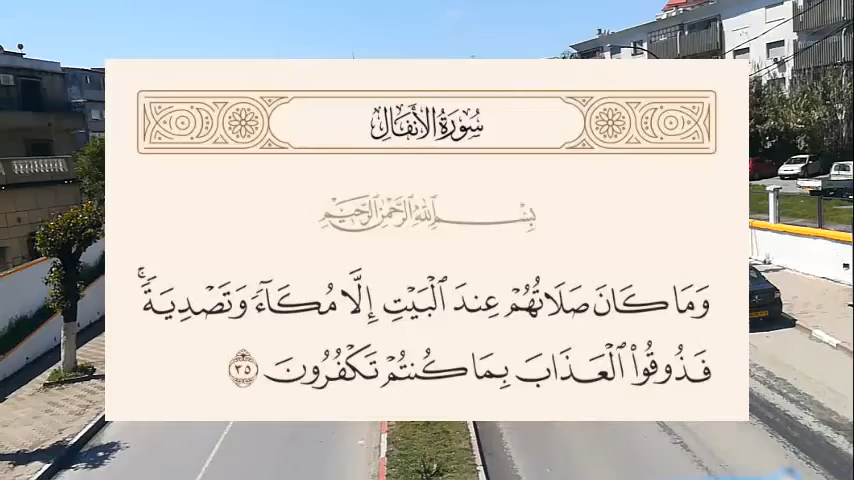 سُورَةُ الأَنفَالِ
بِسْمِ ٱللَّهِ ٱلرَّحْمَٰنِ ٱلرَّحِيمِ
وَمَا كَانَ صَلَاتُهُمْ عِندَ ٱلْبَيْتِ إِلَّا مُكَآءً وَتَصْدِيَةً ۚ
فَذُوقُوا۟ ٱلْعَذَابَ بِمَا كُنتُمْ تَكْفُرُونَ ٣٥